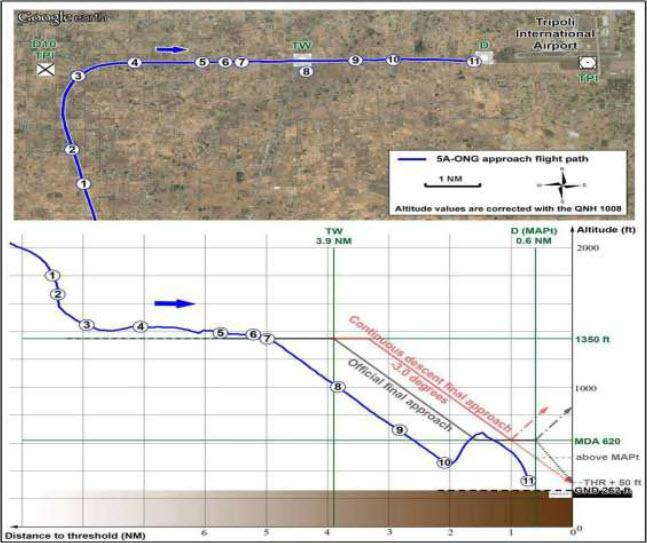 Google earth
D10
TPI
TW
D
Tripoli
International
Airport
TPI
1
2
3
4
5
6
7
8
9
10
11
5A-ONG approach flight path
1 NM
Altitude values are corrected with the QNH 1008
TW
3.9 NM
D (MAPt)
0.6 NM
Altitude (ft)
2000
1
2
3
4
5
6
7
1350 ft
Continuous descent final approach
~3.0 degrees
Official final approach
8
1000
9
10
MDA 620
above MAPt
THR + 50 ft
11
GND 262 ft
Distance to threshold (NM)
6
5
4
3
2
1
0
0